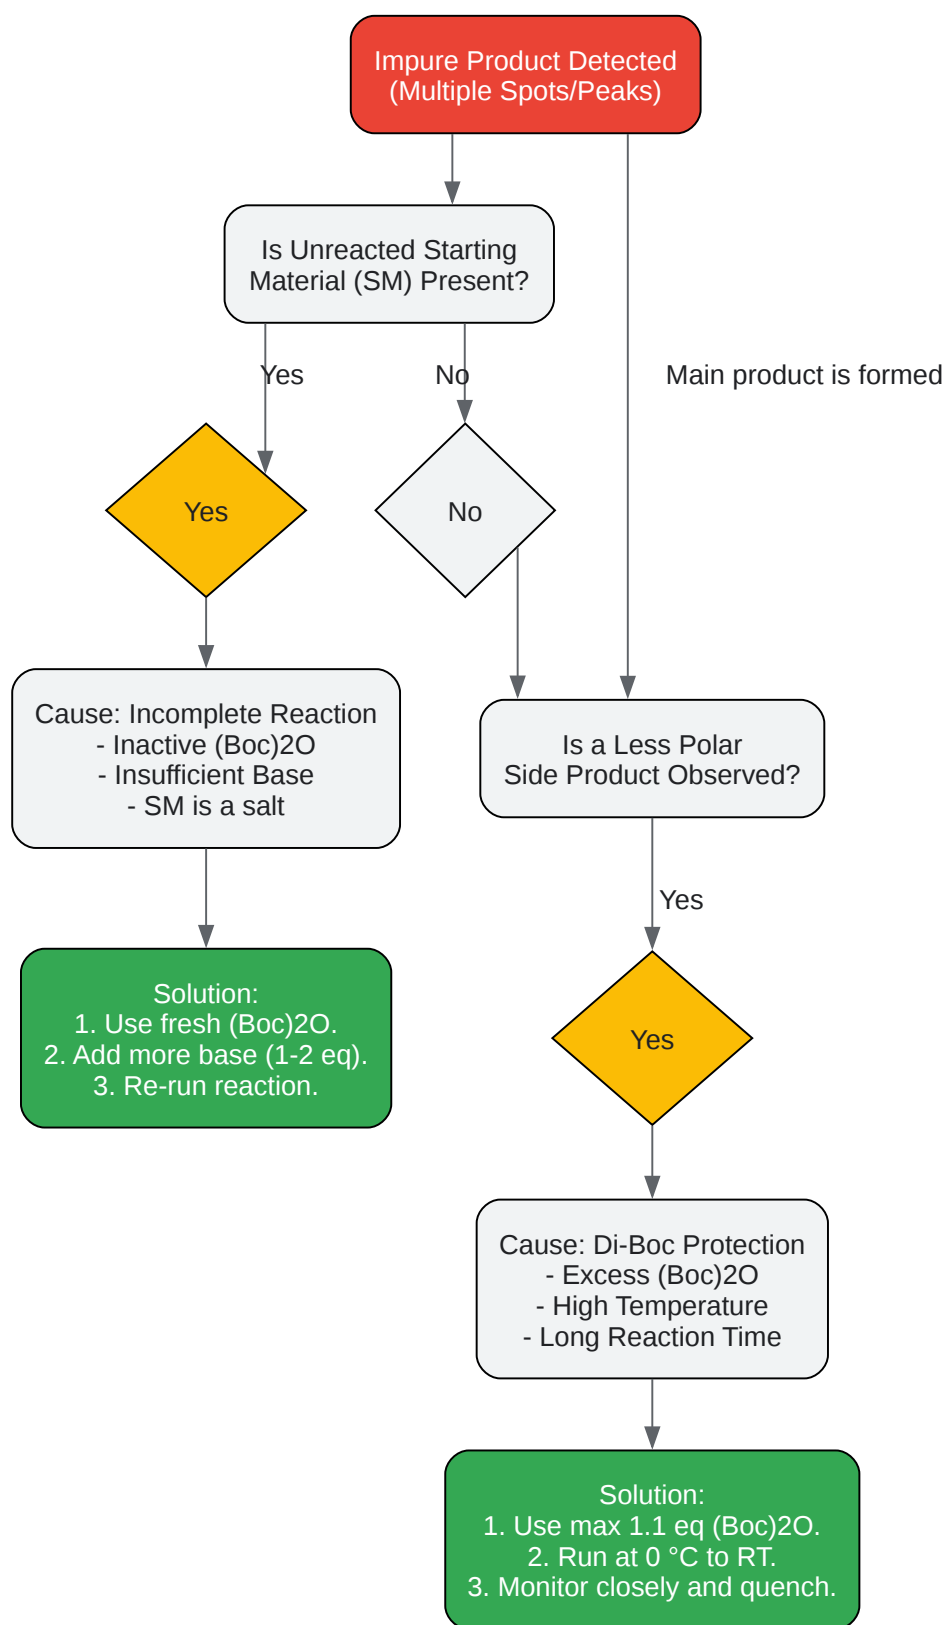 Impure Product Detected
(Multiple Spots/Peaks)
Is Unreacted Starting
Material (SM) Present?
Yes
No
Main product is formed
Yes
No
Cause: Incomplete Reaction
- Inactive (Boc)2O
- Insufficient Base
- SM is a salt
Is a Less Polar
Side Product Observed?
Yes
Solution:
1. Use fresh (Boc)2O.
2. Add more base (1-2 eq).
3. Re-run reaction.
Yes
Cause: Di-Boc Protection
- Excess (Boc)2O
- High Temperature
- Long Reaction Time
Solution:
1. Use max 1.1 eq (Boc)2O.
2. Run at 0 °C to RT.
3. Monitor closely and quench.